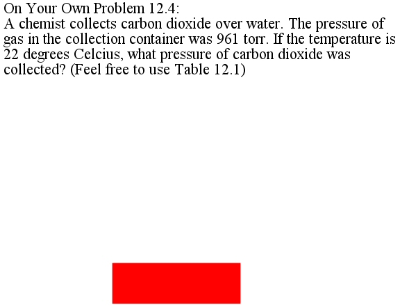 On Your Own Problem 12.4:
A chemist collects carbon dioxide over water. The pressure of
gas in the collection container was 961 torr. If the temperature is
22 degrees Celcius, what pressure of carbon dioxide was
collected? (Feel free to use Table 12.1)